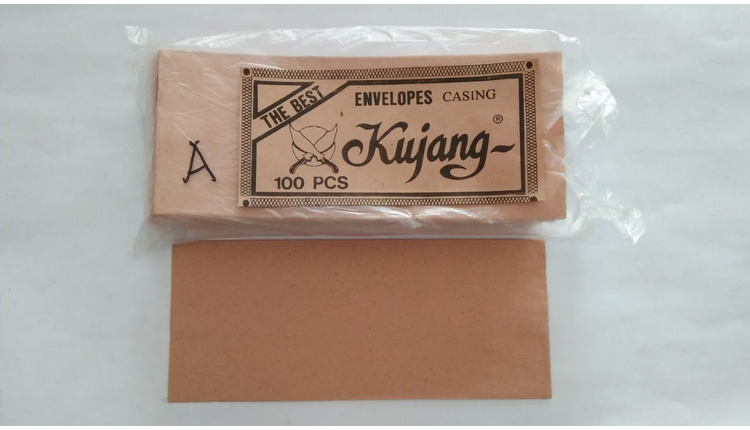 THE BEST
ENVELOPES CASING
Kujang ®
100 PCS
A